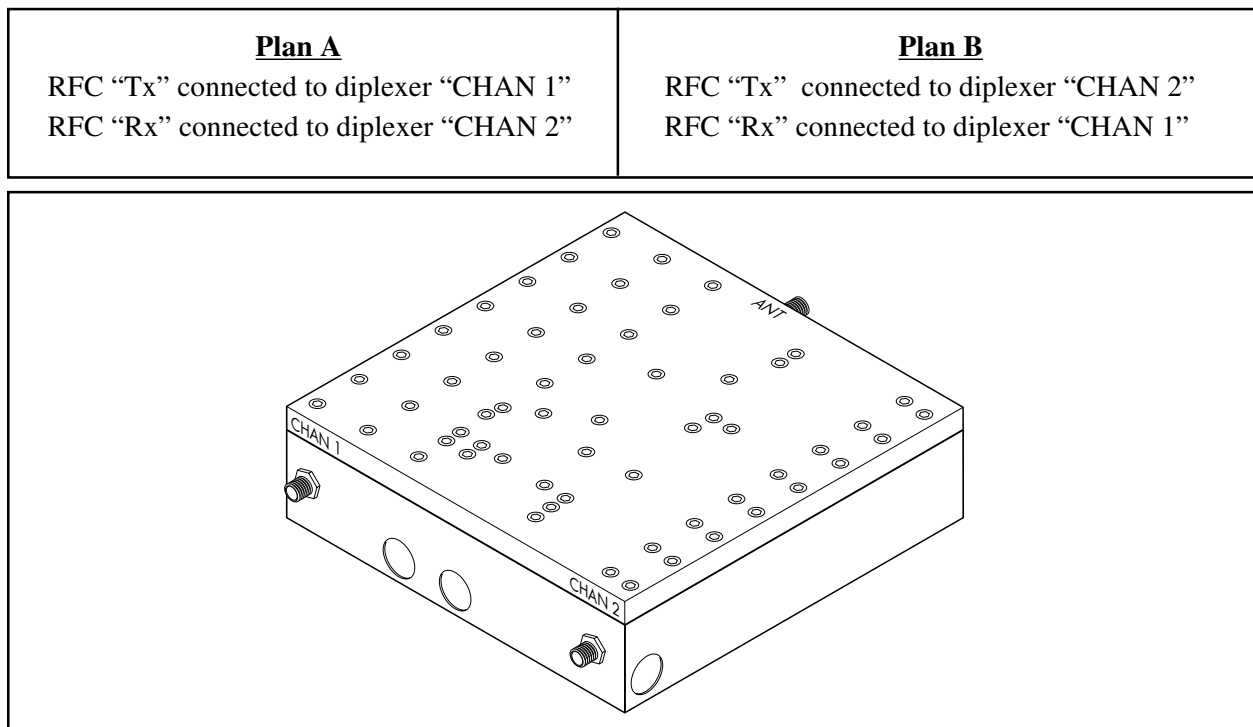 Plan A
RFC “Tx” connected to diplexer “CHAN 1”
RFC “Rx” connected to diplexer “CHAN 2”
Plan B
RFC “Tx” connected to diplexer “CHAN 2”
RFC “Rx” connected to diplexer “CHAN 1”
ANT
CHAN 1
CHAN 2